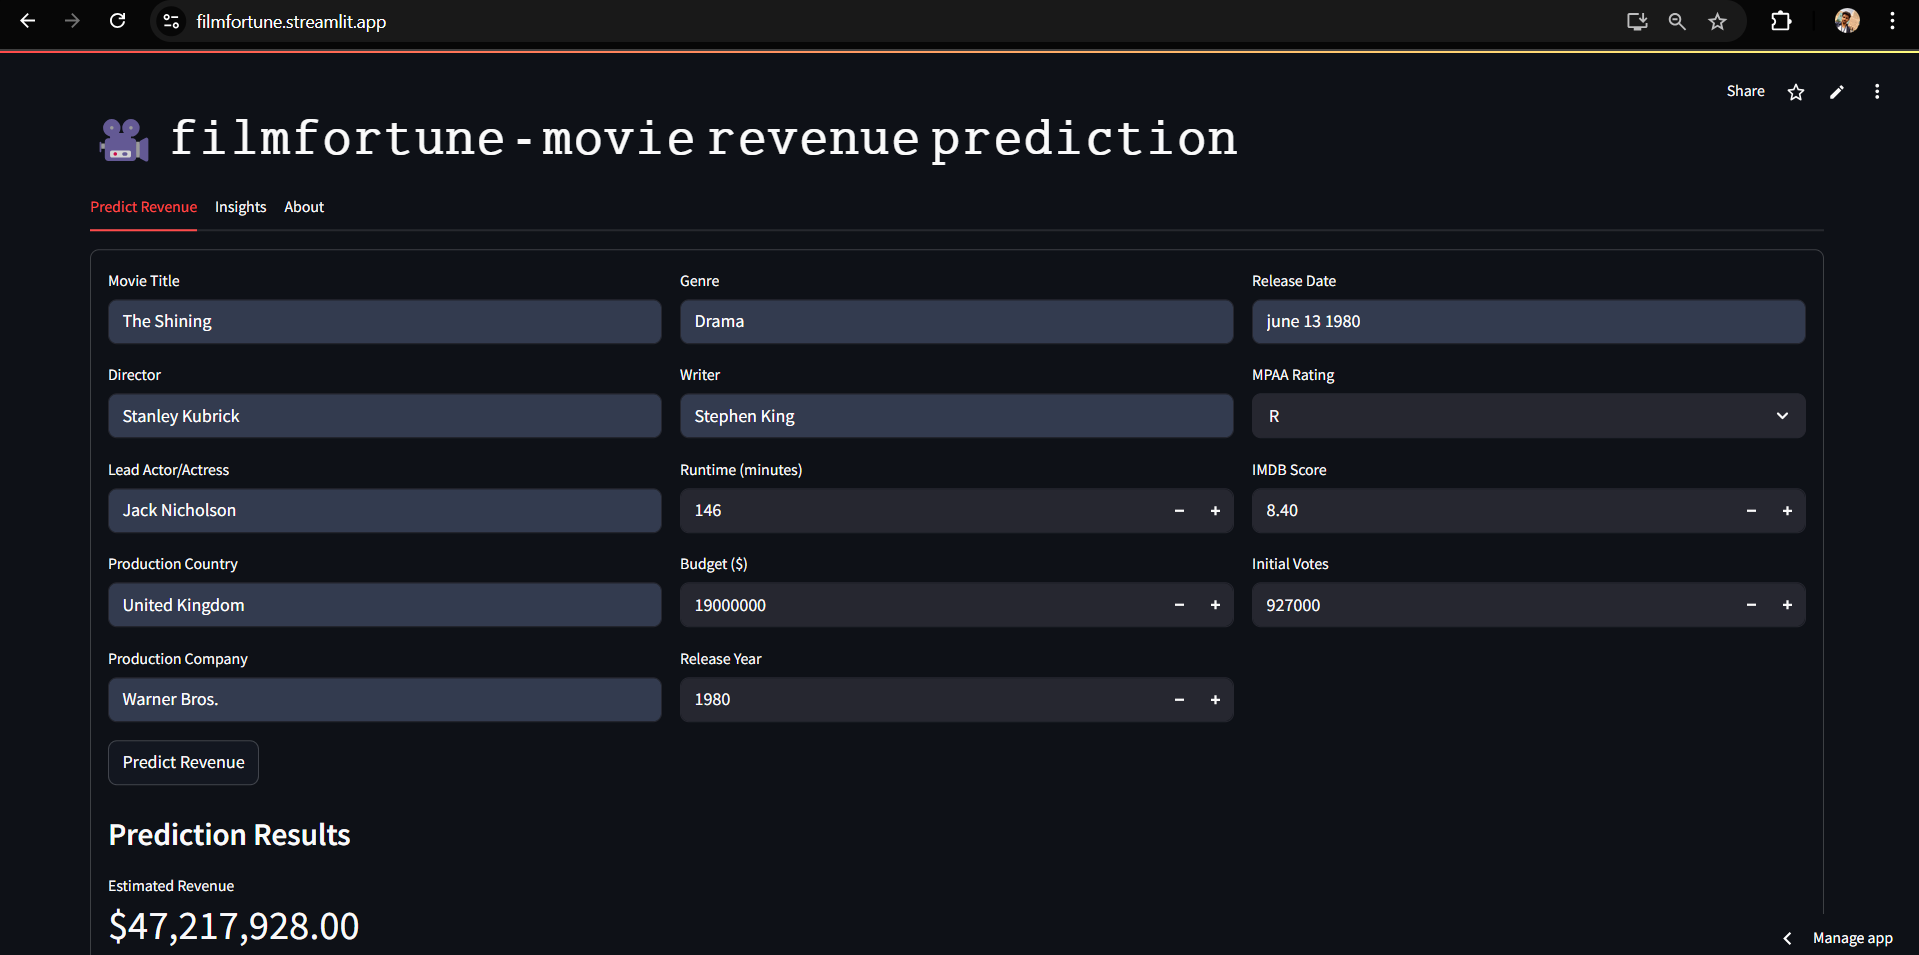 filmfortune.streamlit.app
Share
filmfortune-movie revenue prediction
Predict Revenue Insights About
Movie Title Genre Release Date
The Shining Drama june 13 1980
Director Writer MPAA Rating
Stanley Kubrick Stephen King R
Lead Actor/Actress Runtime (minutes) IMDB Score
Jack Nicholson 146 − + 8.40 − +
Production Country Budget ($) Initial Votes
United Kingdom 19000000 − + 927000 − +
Production Company Release Year
Warner Bros. 1980 − +
Predict Revenue
Prediction Results
Estimated Revenue
$47,217,928.00
Manage app